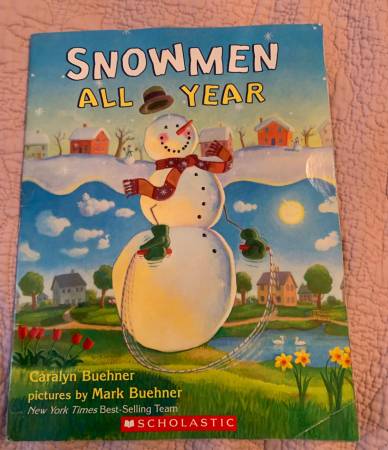 SNOWMEN
ALL YEAR
Caralyn Buehner
pictures by Mark Buehner
New York Times Best-Selling Team
SCHOLASTIC